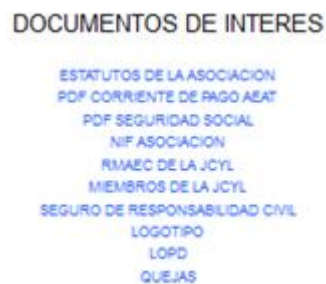 DOCUMENTOS DE INTERES
ESTATUTOS DE LA ASOCIACION
PDF CORRIENTE DE PAGO AEAT
PDF SEGURIDAD SOCIAL
NIF ASOCIACION
RMAEC DE LA JCYL
MIEMBROS DE LA JCYL
SEGURO DE RESPONSABILIDAD CIVIL
LOGOTIPO
LOPD
QUEJAS